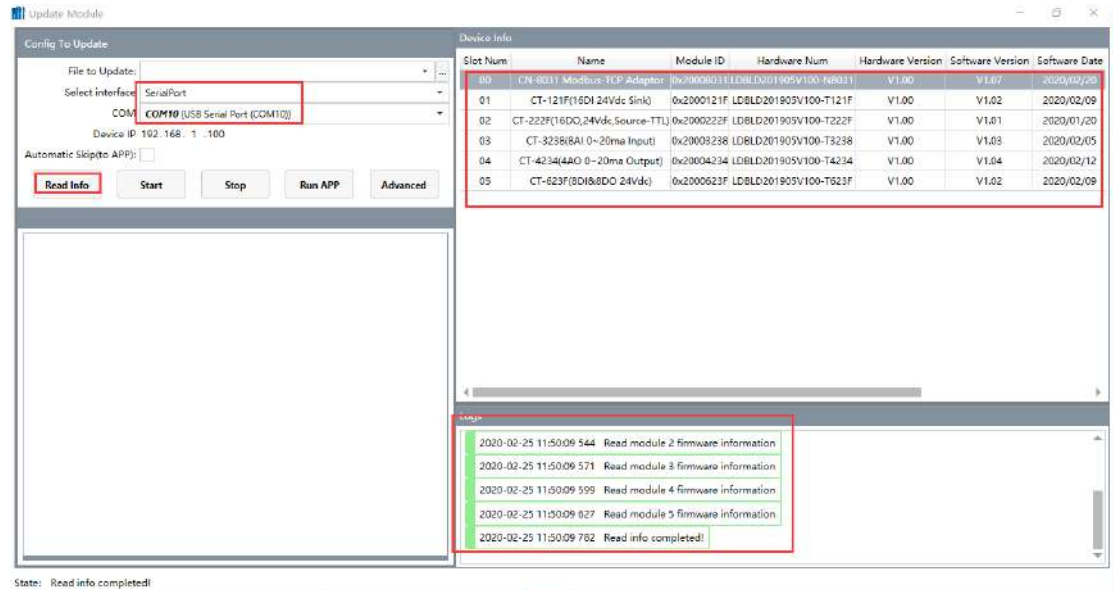 Update Module
Config To Update
File to Update:
...
Select interface SerialPort
COM COM10 (USB Serial Port (COM10))
Device IP 192.168. 1 .100
Automatic Skip(to APP):
Read Info Start Stop Run APP Advanced
Device Info
Slot Num Name Module ID Hardware Num Hardware Version Software Version Software Date
00 CN-8031 Modbus-TCP Adaptor 0x20008031 LDBLD201905V100-N8031 V1.00 V1.07 2020/02/20
01 CT-121F(16DI 24Vdc Sink) 0x2000121F LDBLD201905V100-T121F V1.00 V1.02 2020/02/09
02 CT-222F(16DO,24Vdc,Source-TTL) 0x2000222F LDBLD201905V100-T222F V1.00 V1.01 2020/01/20
03 CT-3238(8AI 0~20ma Input) 0x20003238 LDBLD201905V100-T3238 V1.00 V1.03 2020/02/05
04 CT-4234(4AO 0~20ma Output) 0x20004234 LDBLD201905V100-T4234 V1.00 V1.04 2020/02/12
05 CT-623F(8DI&8DO 24Vdc) 0x2000623F LDBLD201905V100-T623F V1.00 V1.02 2020/02/09
Logs
2020-02-25 11:50:09 544 Read module 2 firmware information
2020-02-25 11:50:09 571 Read module 3 firmware information
2020-02-25 11:50:09 599 Read module 4 firmware information
2020-02-25 11:50:09 627 Read module 5 firmware information
2020-02-25 11:50:09 782 Read info completed!
State: Read info completed!